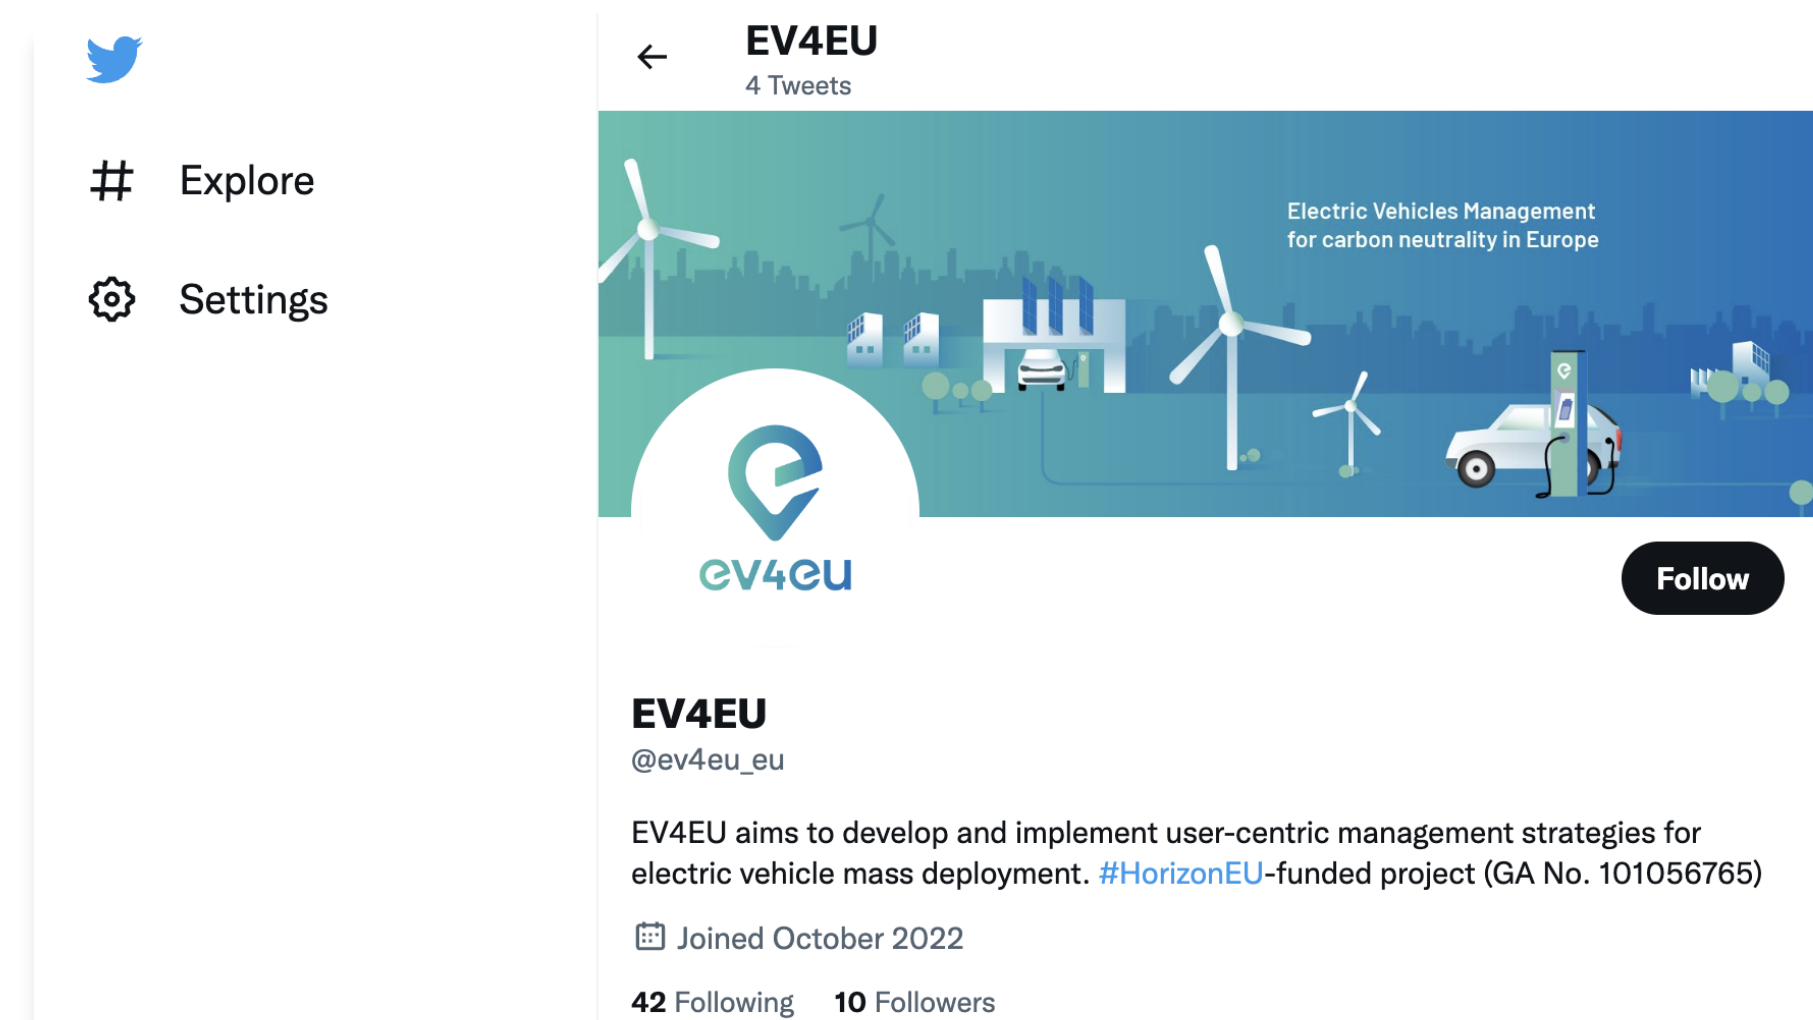 Explore
Settings
EV4EU
4 Tweets
Electric Vehicles Management
for carbon neutrality in Europe
ev4eu
Follow
EV4EU
@ev4eu_eu
EV4EU aims to develop and implement user-centric management strategies for
electric vehicle mass deployment. #HorizonEU-funded project (GA No. 101056765)
Joined October 2022
42 Following 10 Followers